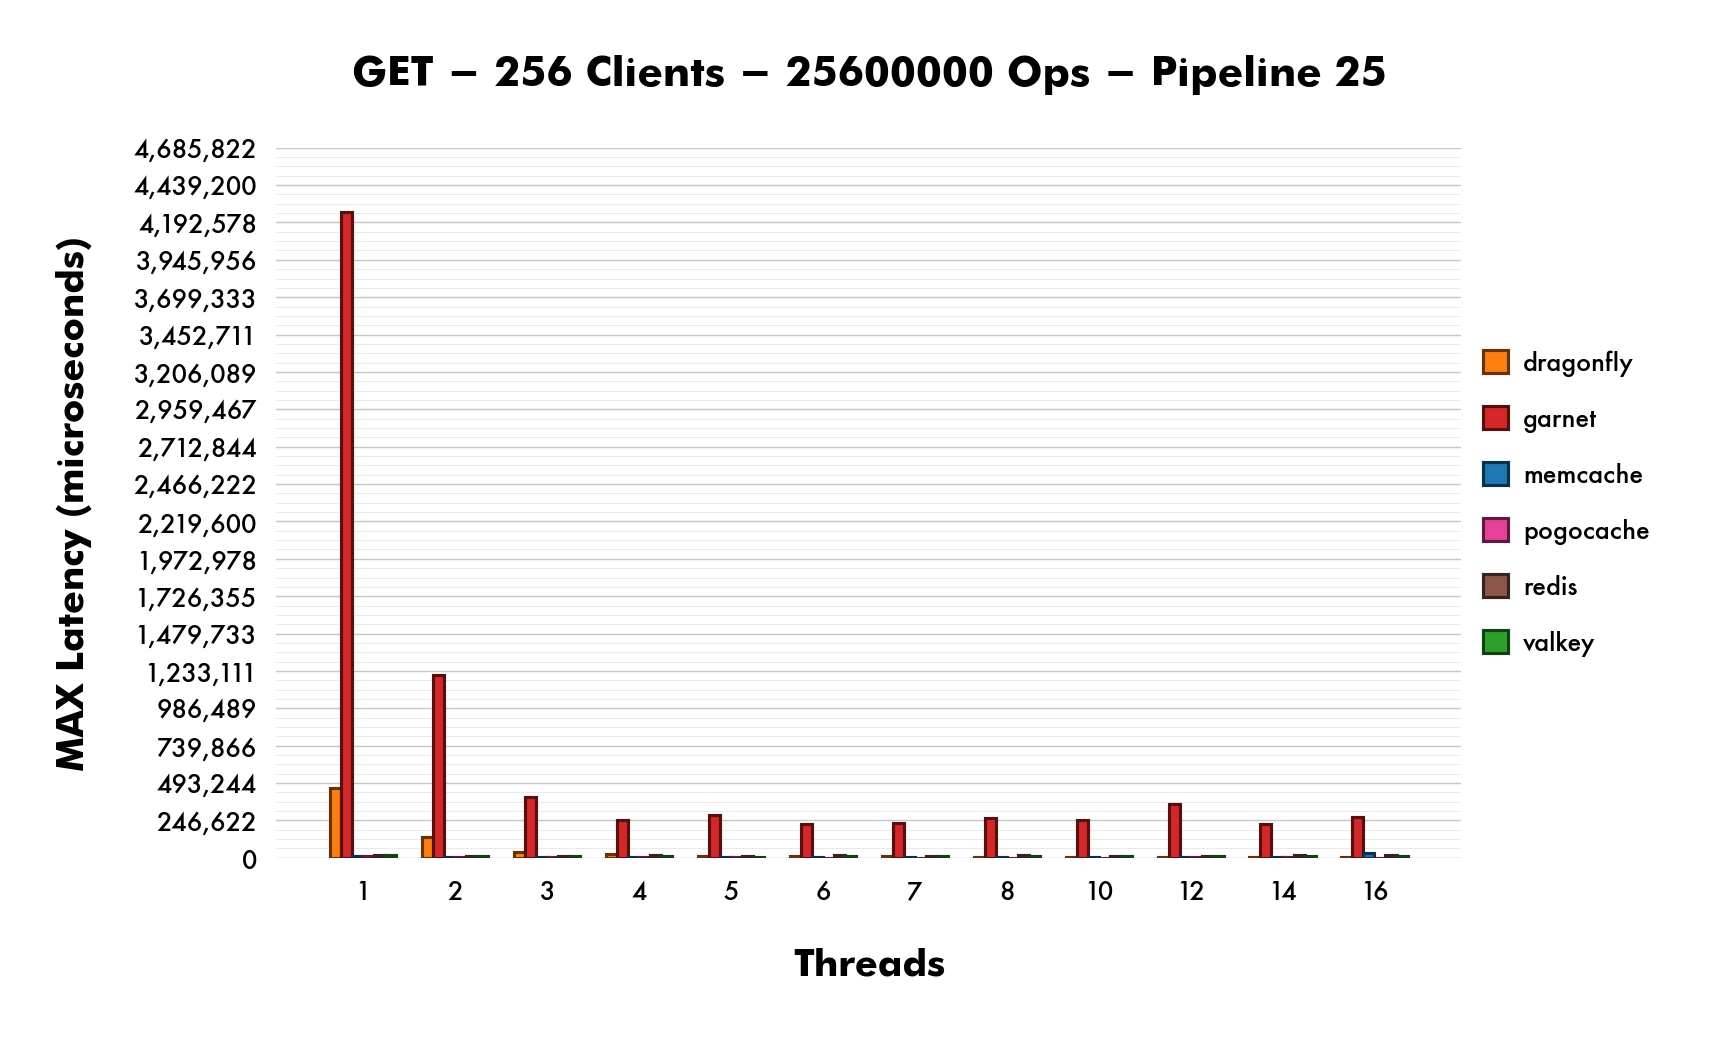 GET – 256 Clients – 25600000 Ops – Pipeline 25
MAX Latency (microseconds)
4,685,822
4,439,200
4,192,578
3,945,956
3,699,333
3,452,711
3,206,089
2,959,467
2,712,844
2,466,222
2,219,600
1,972,978
1,726,355
1,479,733
1,233,111
986,489
739,866
493,244
246,622
0
1 2 3 4 5 6 7 8 10 12 14 16
Threads
dragonfly
garnet
memcache
pogocache
redis
valkey